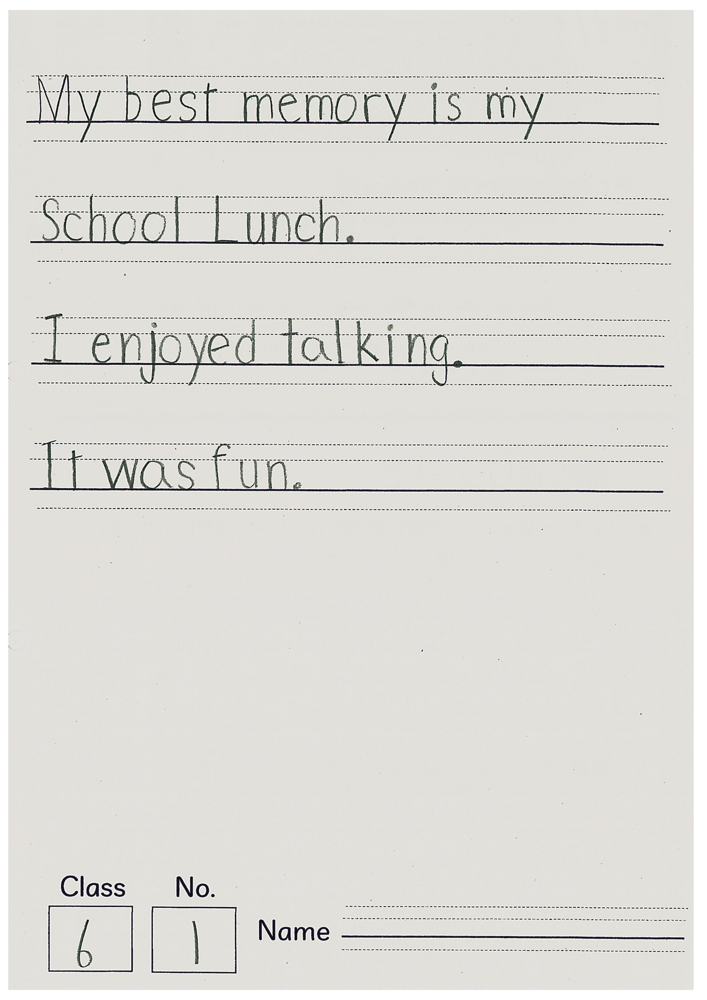 My best memory is my
School Lunch.
I enjoyed talking.
It was fun.
Class No.
6 1
Name